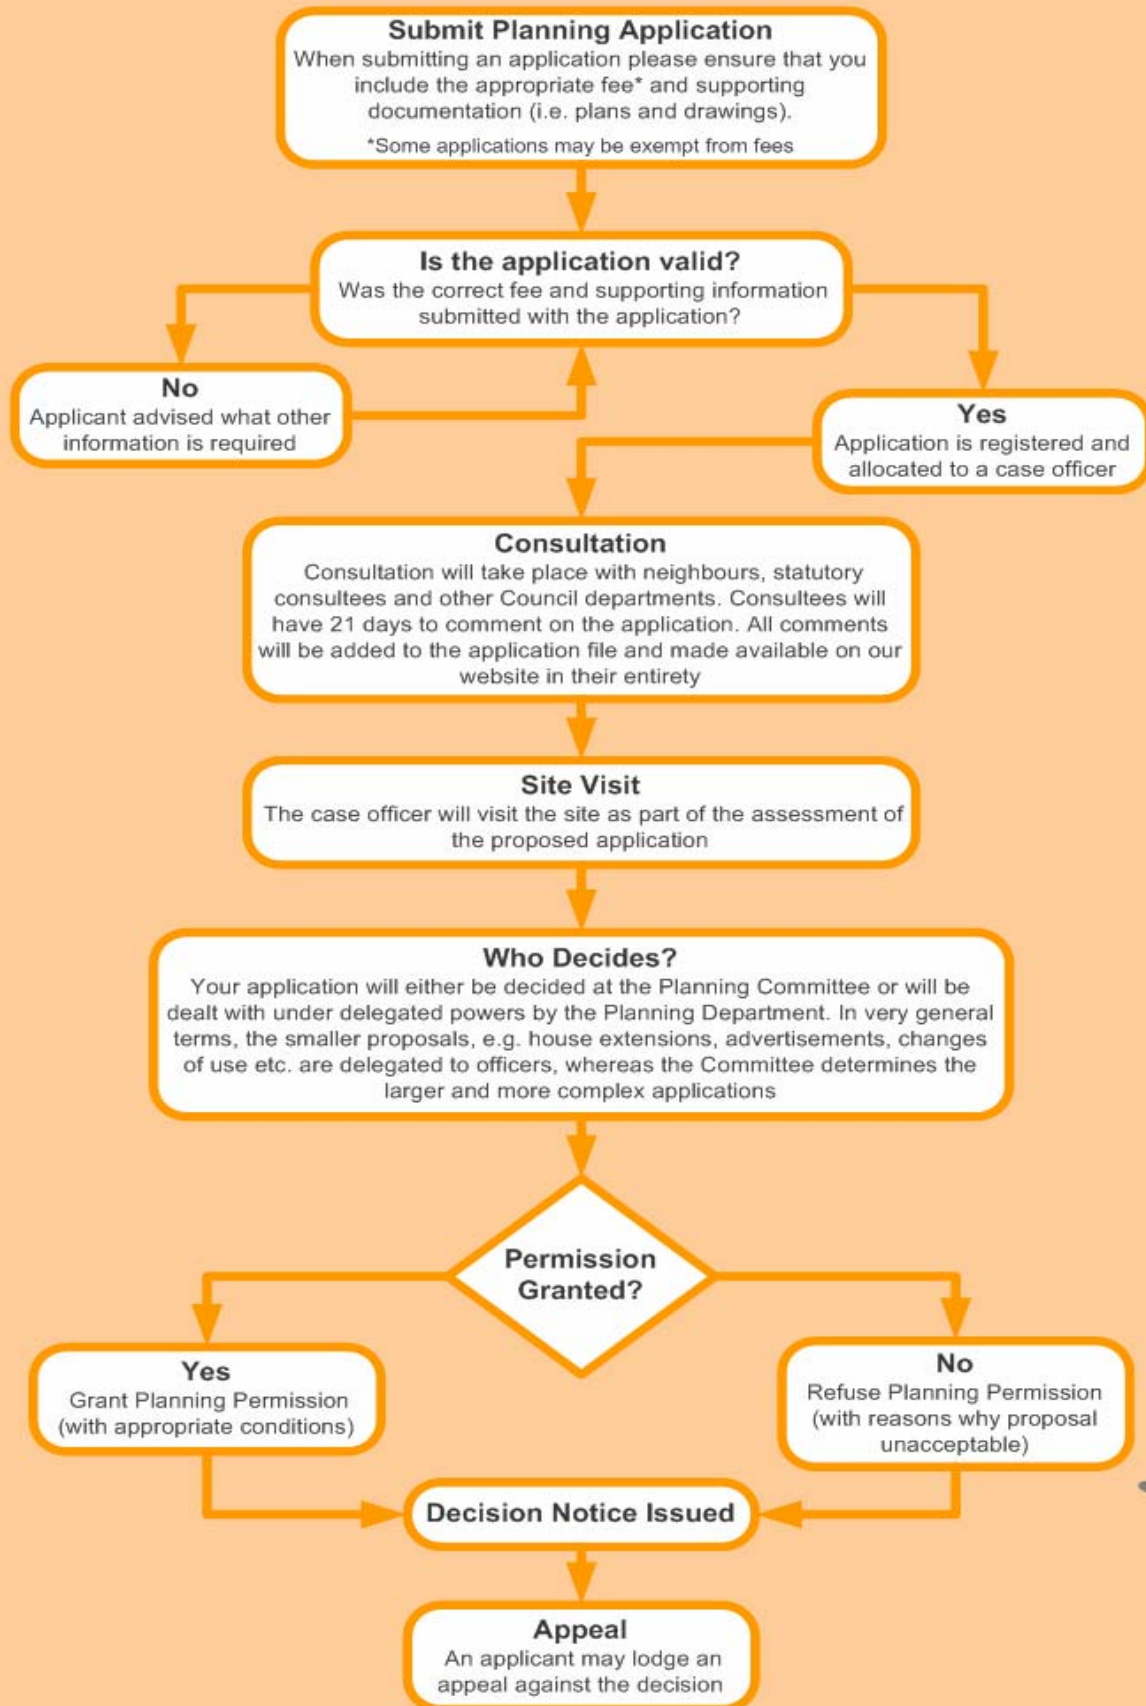 Submit Planning Application
When submitting an application please ensure that you
include the appropriate fee* and supporting
documentation (i.e. plans and drawings).
*Some applications may be exempt from fees
Is the application valid?
Was the correct fee and supporting information
submitted with the application?
No
Applicant advised what other
information is required
Yes
Application is registered and
allocated to a case officer
Consultation
Consultation will take place with neighbours, statutory
consultees and other Council departments. Consultees will
have 21 days to comment on the application. All comments
will be added to the application file and made available on our
website in their entirety
Site Visit
The case officer will visit the site as part of the assessment of
the proposed application
Who Decides?
Your application will either be decided at the Planning Committee or will be
dealt with under delegated powers by the Planning Department. In very general
terms, the smaller proposals, e.g. house extensions, advertisements, changes
of use etc. are delegated to officers, whereas the Committee determines the
larger and more complex applications
Permission
Granted?
Yes
Grant Planning Permission
(with appropriate conditions)
No
Refuse Planning Permission
(with reasons why proposal
unacceptable)
Decision Notice Issued
Appeal
An applicant may lodge an
appeal against the decision